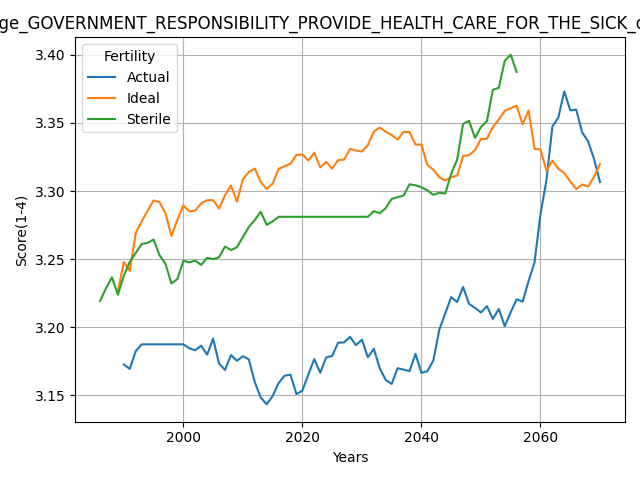 ge_GOVERNMENT_RESPONSIBILITY_PROVIDE_HEALTH_CARE_FOR_THE_SICK_
Fertility
Actual
Ideal
Sterile
Score(1-4)
3.40
3.35
3.30
3.25
3.20
3.15
2000
2020
2040
2060
Years